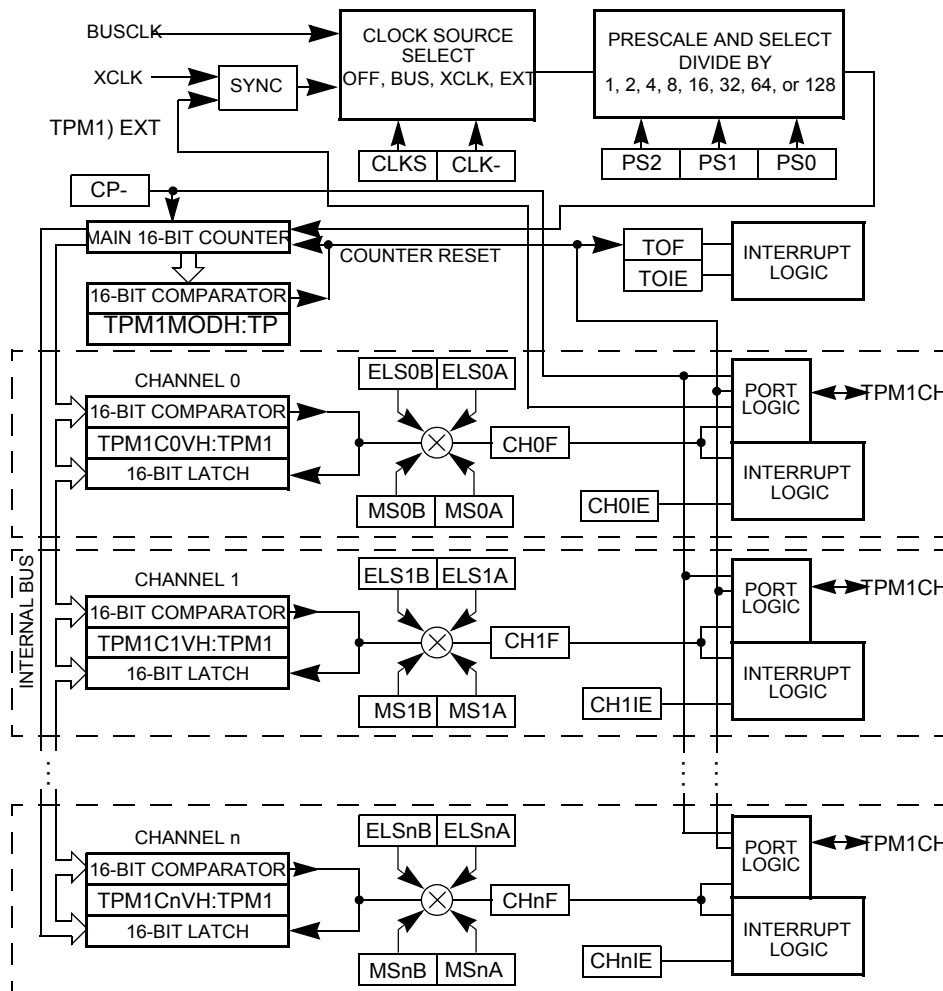 BUSCLK
CLOCK SOURCE
SELECT
OFF, BUS, XCLK, EXT
PRESCALE AND SELECT
DIVIDE BY
1, 2, 4, 8, 16, 32, 64, or 128
XCLK
SYNC
TPM1) EXT
CLKS
CLK-
PS2
PS1
PS0
CP-
MAIN 16-BIT COUNTER
COUNTER RESET
TOF
TOIE
INTERRUPT
LOGIC
16-BIT COMPARATOR
TPM1MODH:TP
CHANNEL 0
ELS0B
ELS0A
PORT
LOGIC
TPM1CH
16-BIT COMPARATOR
TPM1C0VH:TPM1
16-BIT LATCH
CH0F
INTERRUPT
LOGIC
MS0B
MS0A
CH0IE
INTERNAL BUS
CHANNEL 1
ELS1B
ELS1A
PORT
LOGIC
TPM1CH
16-BIT COMPARATOR
TPM1C1VH:TPM1
16-BIT LATCH
CH1F
INTERRUPT
LOGIC
MS1B
MS1A
CH1IE
CHANNEL n
ELSnB
ELSnA
PORT
LOGIC
TPM1CH
16-BIT COMPARATOR
TPM1CnVH:TPM1
16-BIT LATCH
CHnF
INTERRUPT
LOGIC
MSnB
MSnA
CHnIE